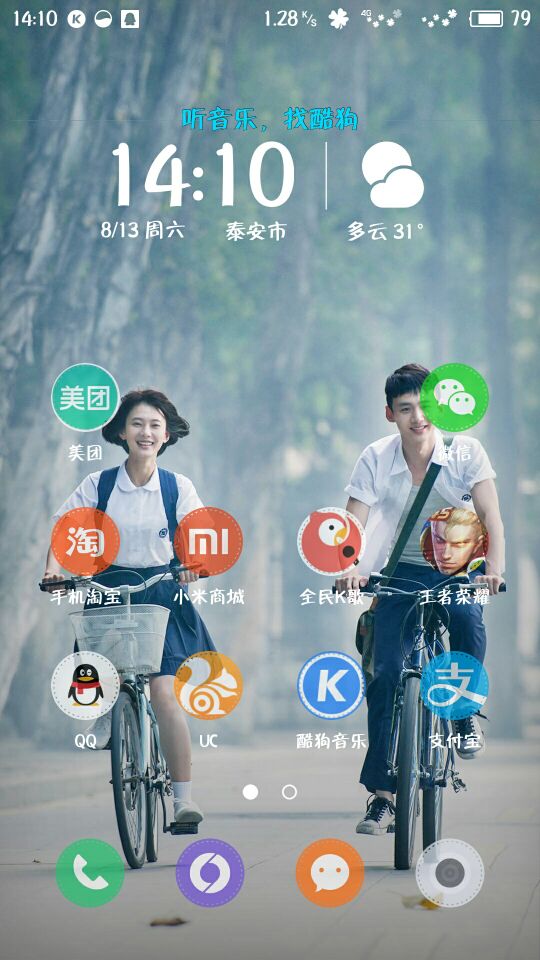 14:10 1.28 K/s 4G 79
听音乐，找酷狗
14:10
8/13 周六 泰安市 多云 31°
美团
美团 微信
淘 mi
手机淘宝 小米商城 全民K歌 王者荣耀
K 支
QQ UC 酷狗音乐 支付宝